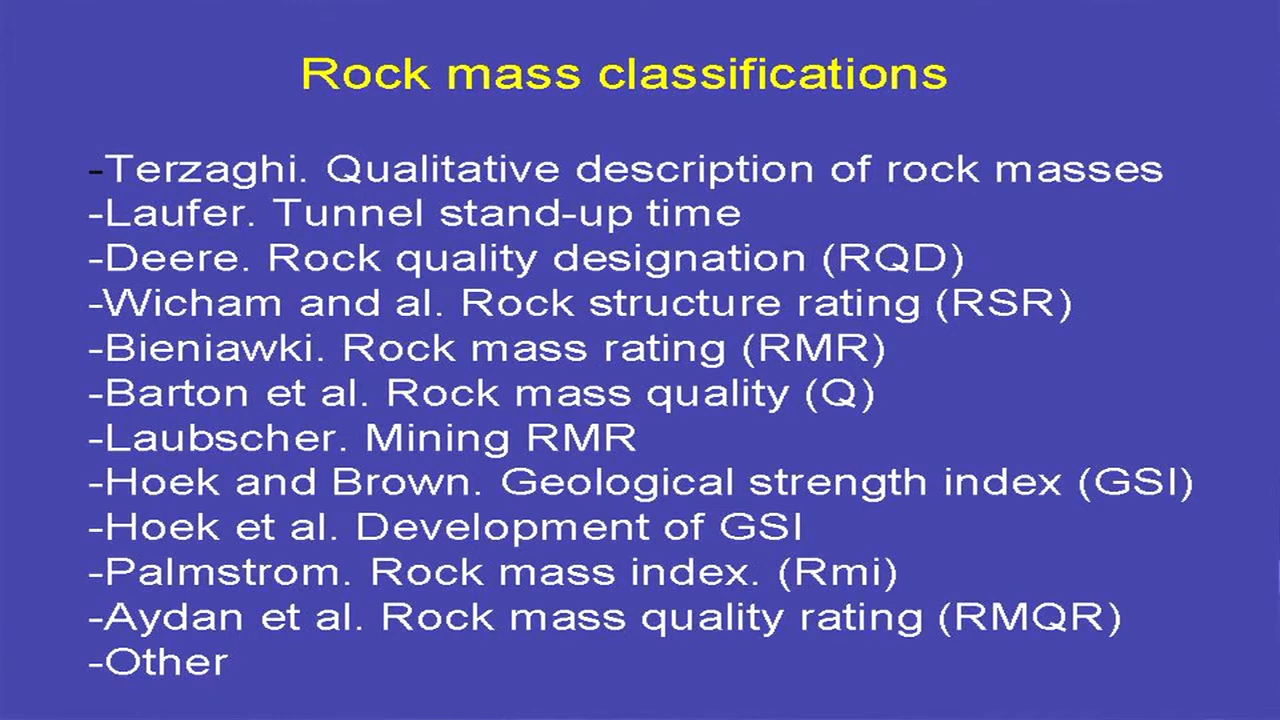 Rock mass classifications
-Terzaghi. Qualitative description of rock masses
-Laufer. Tunnel stand-up time
-Deere. Rock quality designation (RQD)
-Wicham and al. Rock structure rating (RSR)
-Bieniawki. Rock mass rating (RMR)
-Barton et al. Rock mass quality (Q)
-Laubscher. Mining RMR
-Hoek and Brown. Geological strength index (GSI)
-Hoek et al. Development of GSI
-Palmstrom. Rock mass index. (Rmi)
-Aydan et al. Rock mass quality rating (RMQR)
-Other